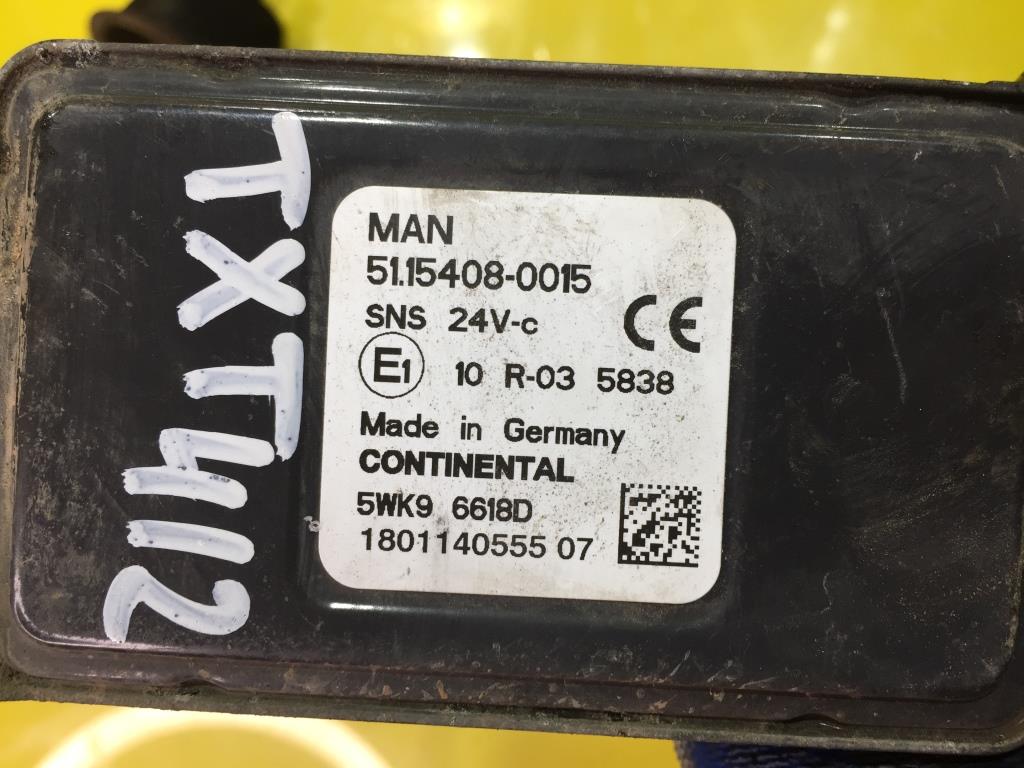 TXT412
MAN
51.15408-0015
SNS 24V-c
CE
E1 10 R-03 5838
Made in Germany
CONTINENTAL
5WK9 6618D
1801140555 07